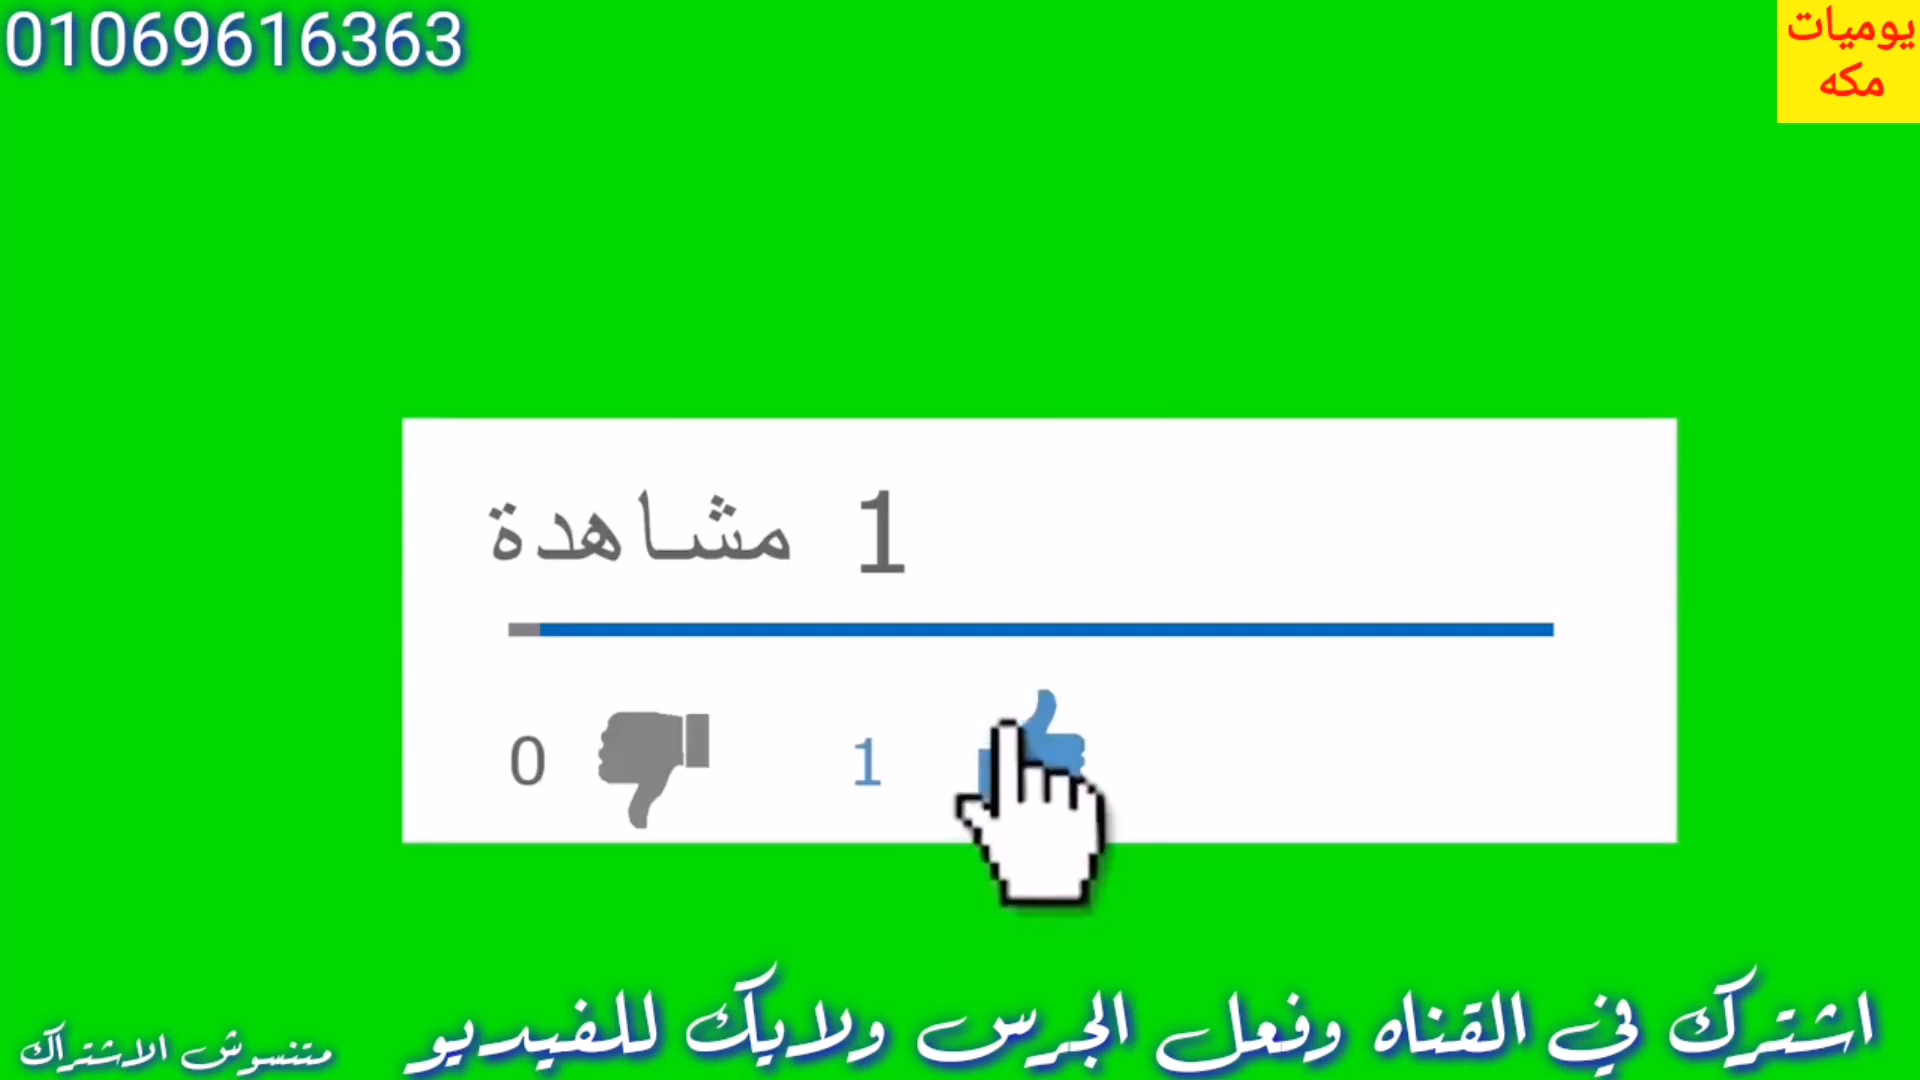 01069616363
يوميات
مكه
1 مشاهدة
0 1
اشترك في القناه وفعل الجرس ولايك للفيديو
متنسوش الاشتراك